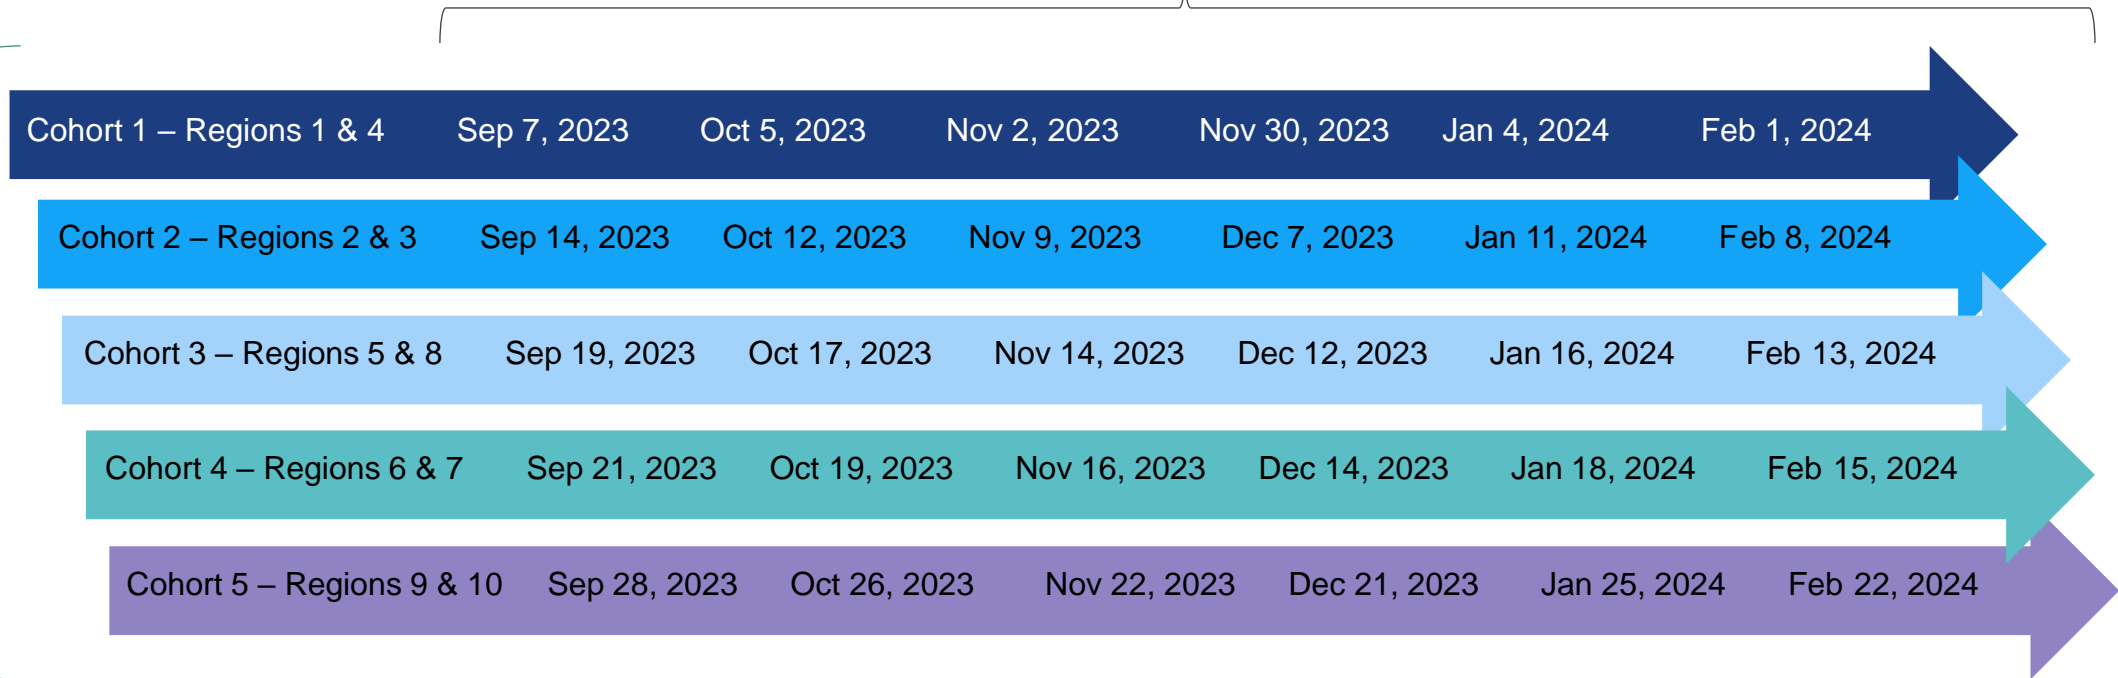 Cohort 1 – Regions 1 & 4 Sep 7, 2023 Oct 5, 2023 Nov 2, 2023 Nov 30, 2023 Jan 4, 2024 Feb 1, 2024
Cohort 2 – Regions 2 & 3 Sep 14, 2023 Oct 12, 2023 Nov 9, 2023 Dec 7, 2023 Jan 11, 2024 Feb 8, 2024
Cohort 3 – Regions 5 & 8 Sep 19, 2023 Oct 17, 2023 Nov 14, 2023 Dec 12, 2023 Jan 16, 2024 Feb 13, 2024
Cohort 4 – Regions 6 & 7 Sep 21, 2023 Oct 19, 2023 Nov 16, 2023 Dec 14, 2023 Jan 18, 2024 Feb 15, 2024
Cohort 5 – Regions 9 & 10 Sep 28, 2023 Oct 26, 2023 Nov 22, 2023 Dec 21, 2023 Jan 25, 2024 Feb 22, 2024